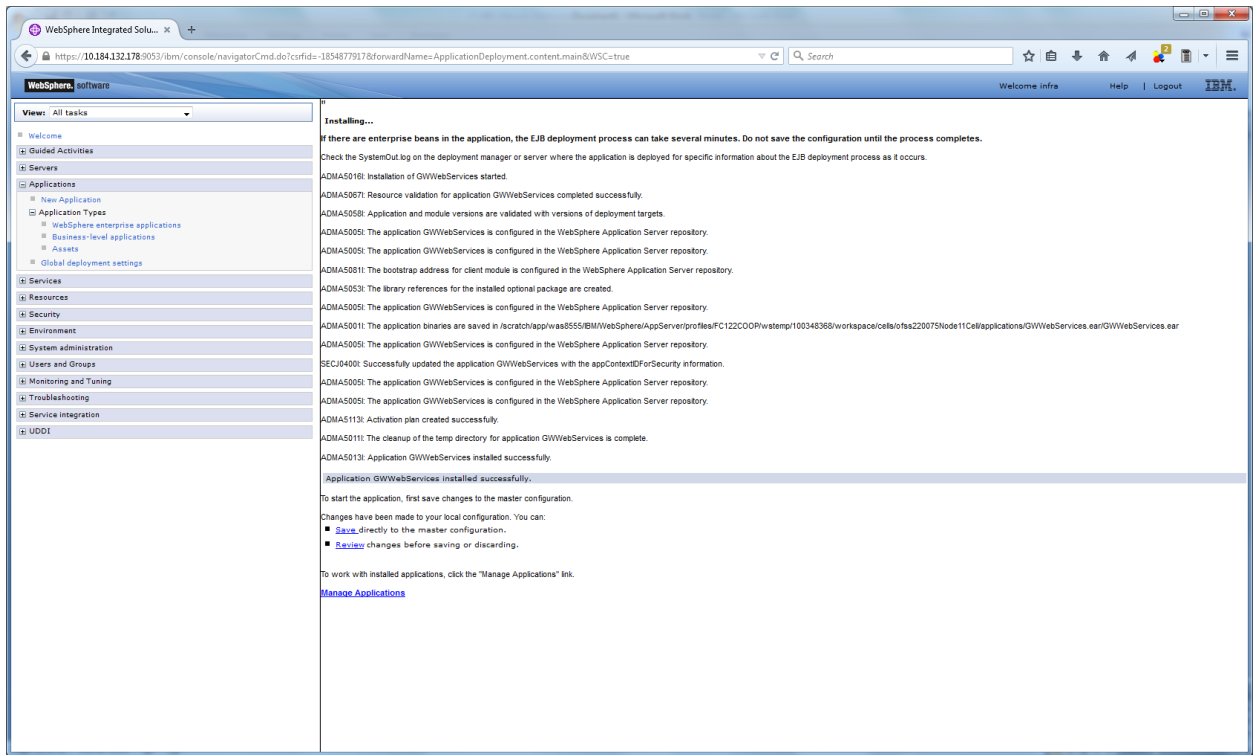 WebSphere Integrated Solu... × +
https://10.184.132.178:9053/ibm/console/navigatorCmd.do?csrfid=-1854877917&forwardName=ApplicationDeployment.content.main&WSC=true
Search
2
WebSphere. software
Welcome infra
Help | Logout
IBM.
View: All tasks
Welcome
Guided Activities
Servers
Applications
New Application
Application Types
WebSphere enterprise applications
Business-level applications
Assets
Global deployment settings
Services
Resources
Security
Environment
System administration
Users and Groups
Monitoring and Tuning
Troubleshooting
Service integration
UDDI
"
Installing...
If there are enterprise beans in the application, the EJB deployment process can take several minutes. Do not save the configuration until the process completes.
Check the SystemOut.log on the deployment manager or server where the application is deployed for specific information about the EJB deployment process as it occurs.
ADMA5016I: Installation of GWWebServices started.
ADMA5067I: Resource validation for application GWWebServices completed successfully.
ADMA5058I: Application and module versions are validated with versions of deployment targets.
ADMA5005I: The application GWWebServices is configured in the WebSphere Application Server repository.
ADMA5005I: The application GWWebServices is configured in the WebSphere Application Server repository.
ADMA5081I: The bootstrap address for client module is configured in the WebSphere Application Server repository.
ADMA5053I: The library references for the installed optional package are created.
ADMA5005I: The application GWWebServices is configured in the WebSphere Application Server repository.
ADMA5001I: The application binaries are saved in /scratch/app/was8555/IBM/WebSphere/AppServer/profiles/FC122COOP/wstemp/100348368/workspace/cells/ofss220075Node11Cell/applications/GWWebServices.ear/GWWebServices.ear
ADMA5005I: The application GWWebServices is configured in the WebSphere Application Server repository.
SECJ0400I: Successfully updated the application GWWebServices with the appContextIDForSecurity information.
ADMA5005I: The application GWWebServices is configured in the WebSphere Application Server repository.
ADMA5005I: The application GWWebServices is configured in the WebSphere Application Server repository.
ADMA5113I: Activation plan created successfully.
ADMA5011I: The cleanup of the temp directory for application GWWebServices is complete.
ADMA5013I: Application GWWebServices installed successfully.
Application GWWebServices installed successfully.
To start the application, first save changes to the master configuration.
Changes have been made to your local configuration. You can:
Save directly to the master configuration.
Review changes before saving or discarding.
To work with installed applications, click the "Manage Applications" link.
Manage Applications